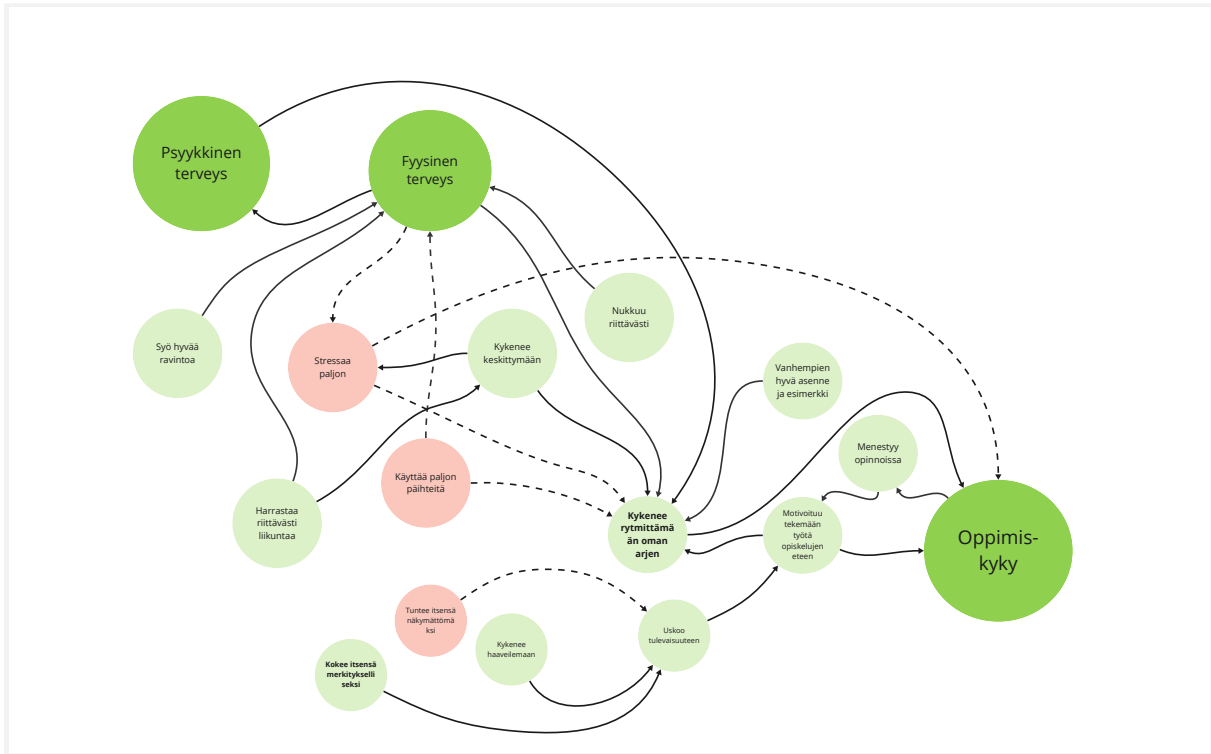 Psyykkinen
terveys
Fyysinen
terveys
Nukkuu
riittävästi
Syö hyvää
ravintoa
Stressaa
paljon
Kykenee
keskittymään
Vanhempien
hyvä asenne
ja esimerkki
Menestyy
opinnoissa
Käyttää paljon
päihteitä
Harrastaa
riittävästi
liikuntaa
Kykenee
rytmittämä
än oman
arjen
Motivoituu
tekemään
työtä
opiskelujen
eteen
Oppimis-
kyky
Tuntee itsensä
näkymättömä
ksi
Kykenee
haaveilemaan
Uskoo
tulevaisuuteen
Kokee itsensä
merkitykselli
seksi